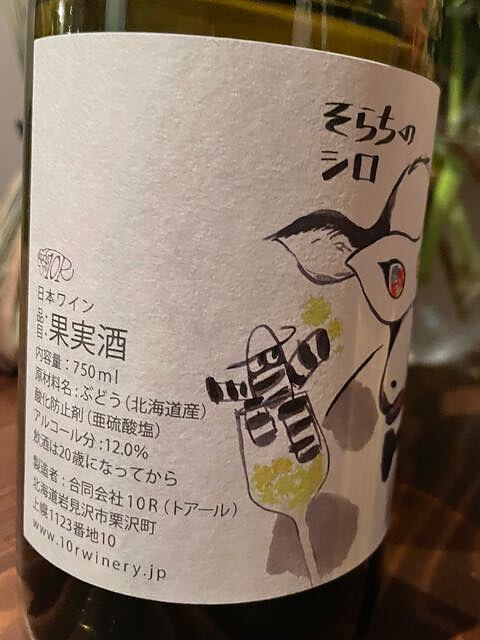 そらちの
シロ
10R
日本ワイン
品目:果実酒
内容量:750ml
原材料名:ぶどう(北海道産)
酸化防止剤(亜硫酸塩)
アルコール分:12.0%
飲酒は20歳になってから
製造者:合同会社10R(トアール)
北海道岩見沢市栗沢町
上幌1123番地10
www.10rwinery.jp